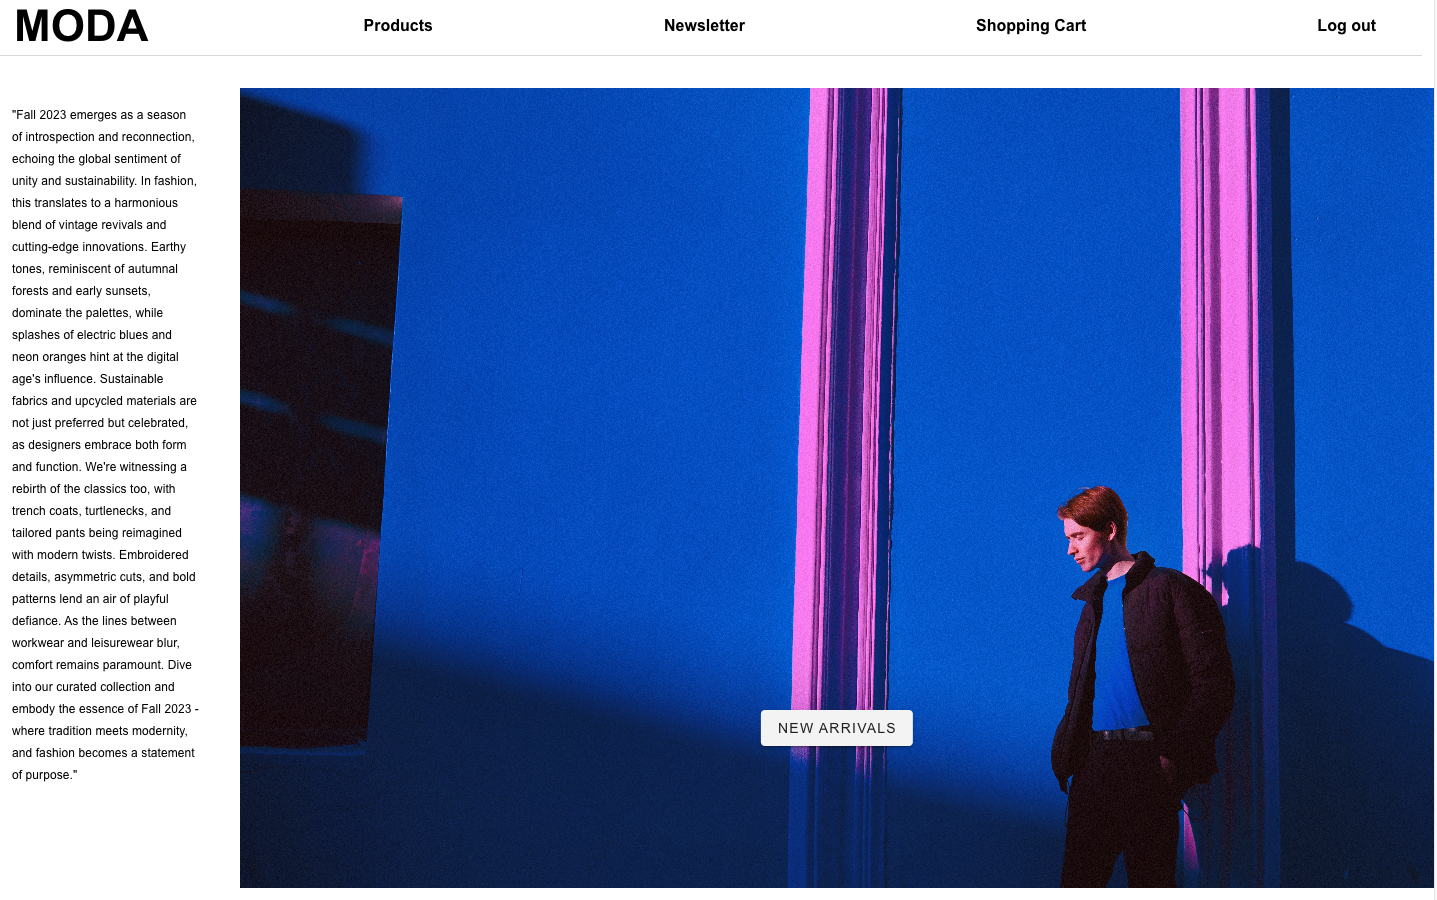 MODA
Products
Newsletter
Shopping Cart
Log out
"Fall 2023 emerges as a season
of introspection and reconnection,
echoing the global sentiment of
unity and sustainability. In fashion,
this translates to a harmonious
blend of vintage revivals and
cutting-edge innovations. Earthy
tones, reminiscent of autumnal
forests and early sunsets,
dominate the palettes, while
splashes of electric blues and
neon oranges hint at the digital
age's influence. Sustainable
fabrics and upcycled materials are
not just preferred but celebrated,
as designers embrace both form
and function. We're witnessing a
rebirth of the classics too, with
trench coats, turtlenecks, and
tailored pants being reimagined
with modern twists. Embroidered
details, asymmetric cuts, and bold
patterns lend an air of playful
defiance. As the lines between
workwear and leisurewear blur,
comfort remains paramount. Dive
into our curated collection and
embody the essence of Fall 2023 -
where tradition meets modernity,
and fashion becomes a statement
of purpose."
NEW ARRIVALS